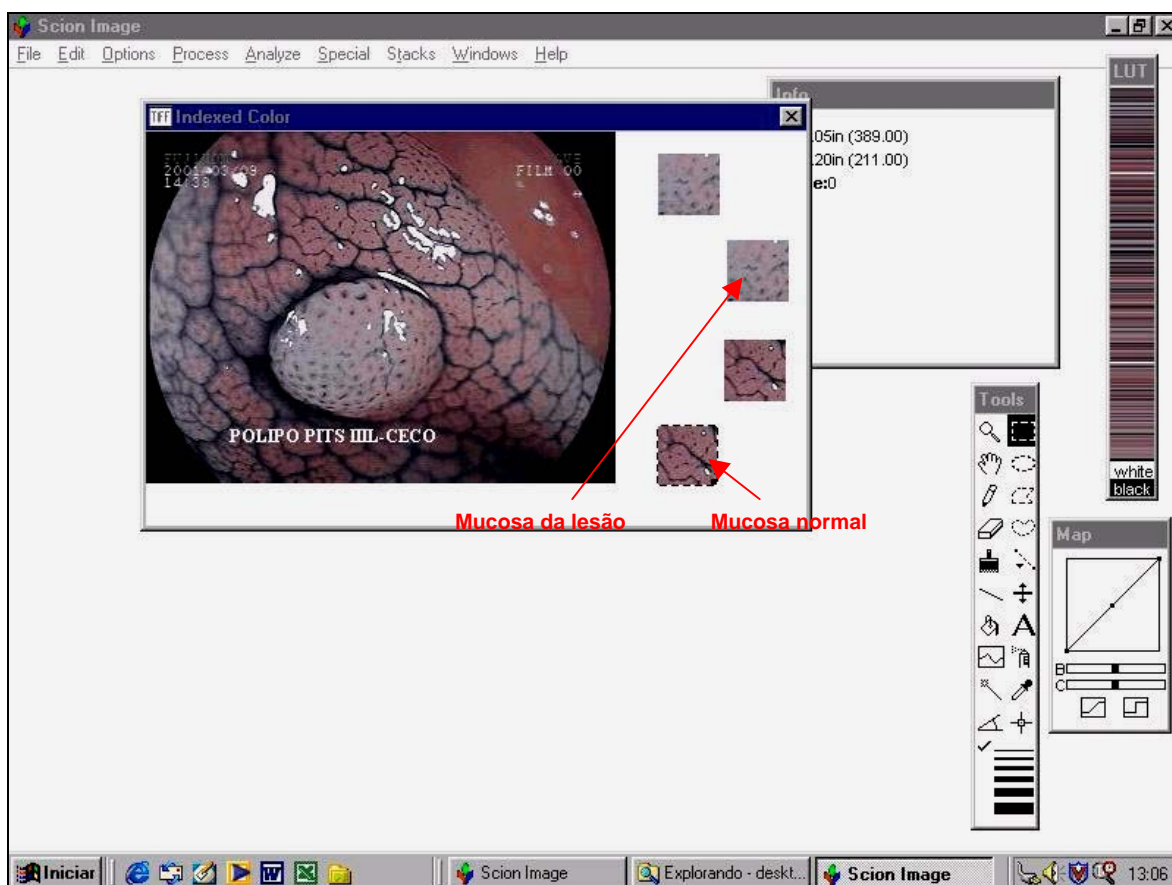 Scion Image
File Edit Options Process Analyze Special Stacks Windows Help
LUT
Info
Indexed Color
.05in (389.00)
.20in (211.00)
e:0
2001
14:38
FILM 00
POLIPO PITS IIIL-CECO
Mucosa da lesão
Mucosa normal
Tools
white
black
Map
B
C
Iniciar
Scion Image
Explorando - deskt...
Scion Image
13:06